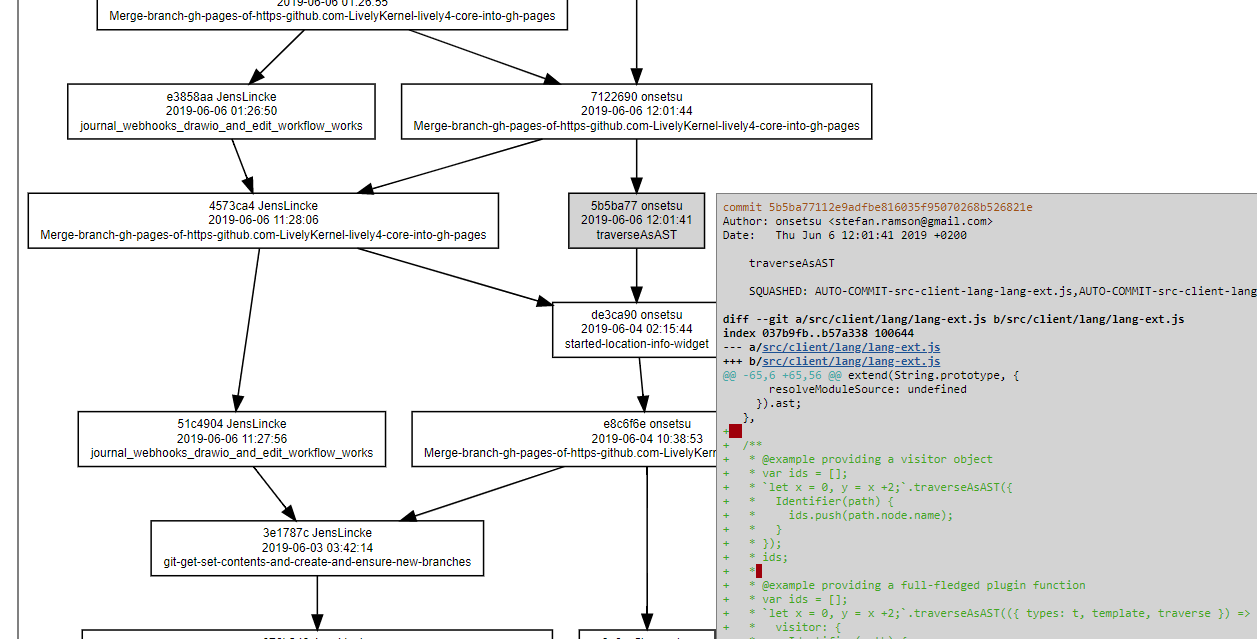 2019-06-06 01:26:55
Merge-branch-gh-pages-of-https-github.com-LivelyKernel-lively4-core-into-gh-pages
e3858aa JensLincke
2019-06-06 01:26:50
journal_webhooks_drawio_and_edit_workflow_works
7122690 onsetsu
2019-06-06 12:01:44
Merge-branch-gh-pages-of-https-github.com-LivelyKernel-lively4-core-into-gh-pages
4573ca4 JensLincke
2019-06-06 11:28:06
Merge-branch-gh-pages-of-https-github.com-LivelyKernel-lively4-core-into-gh-pages
5b5ba77 onsetsu
2019-06-06 12:01:41
traverseAsAST
de3ca90 onsetsu
2019-06-04 02:15:44
started-location-info-widget
51c4904 JensLincke
2019-06-06 11:27:56
journal_webhooks_drawio_and_edit_workflow_works
e8c6f6e onsetsu
2019-06-04 10:38:53
Merge-branch-gh-pages-of-https-github.com-LivelyKern
3e1787c JensLincke
2019-06-03 03:42:14
git-get-set-contents-and-create-and-ensure-new-branches
commit 5b5ba77112e9adfbe816035f95070268b526821e
Author: onsetsu <stefan.ramson@gmail.com>
Date:   Thu Jun 6 12:01:41 2019 +0200
traverseAsAST
SQUASHED: AUTO-COMMIT-src-client-lang-lang-ext.js,AUTO-COMMIT-src-client-lang
diff --git a/src/client/lang/lang-ext.js b/src/client/lang/lang-ext.js
index 037b9fb..b57a338 100644
--- a/src/client/lang/lang-ext.js
+++ b/src/client/lang/lang-ext.js
@@ -65,6 +65,56 @@ extend(String.prototype, {
resolveModuleSource: undefined
}).ast;
},
+
+  /**
+   * @example providing a visitor object
+   * var ids = [];
+   * `let x = 0, y = x +2;`.traverseAsAST({
+   *   Identifier(path) {
+   *     ids.push(path.node.name);
+   *   }
+   * });
+   * ids;
+   *
+   * @example providing a full-fledged plugin function
+   * var ids = [];
+   * `let x = 0, y = x +2;`.traverseAsAST(({ types: t, template, traverse }) =>
+   *   visitor: {